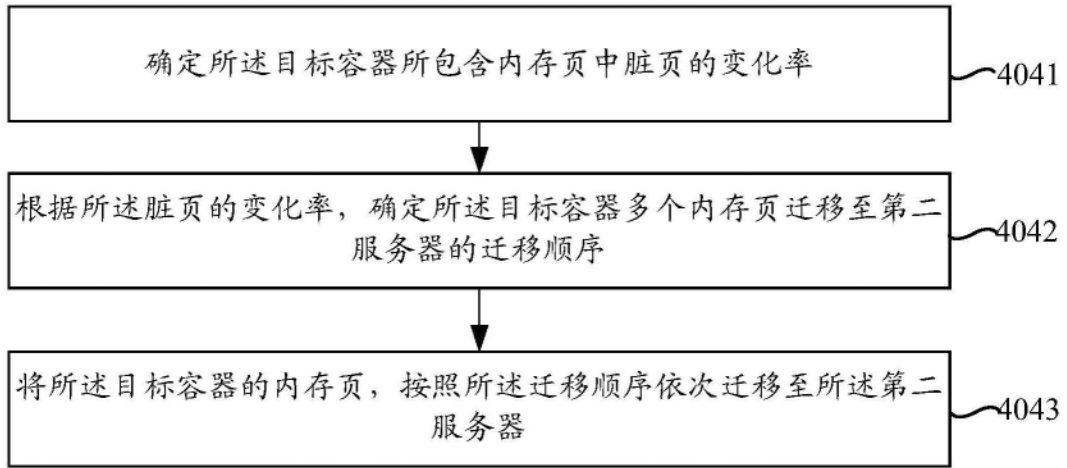 确定所述目标容器所包含内存页中脏页的变化率
4041
根据所述脏页的变化率，确定所述目标容器多个内存页迁移至第二
服务器的迁移顺序
4042
将所述目标容器的内存页，按照所述迁移顺序依次迁移至所述第二
服务器
4043